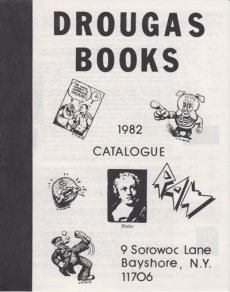 DROUGAS
BOOKS
1982
CATALOGUE
Blake
9 Sorowoc Lane
Bayshore, N.Y.
11706